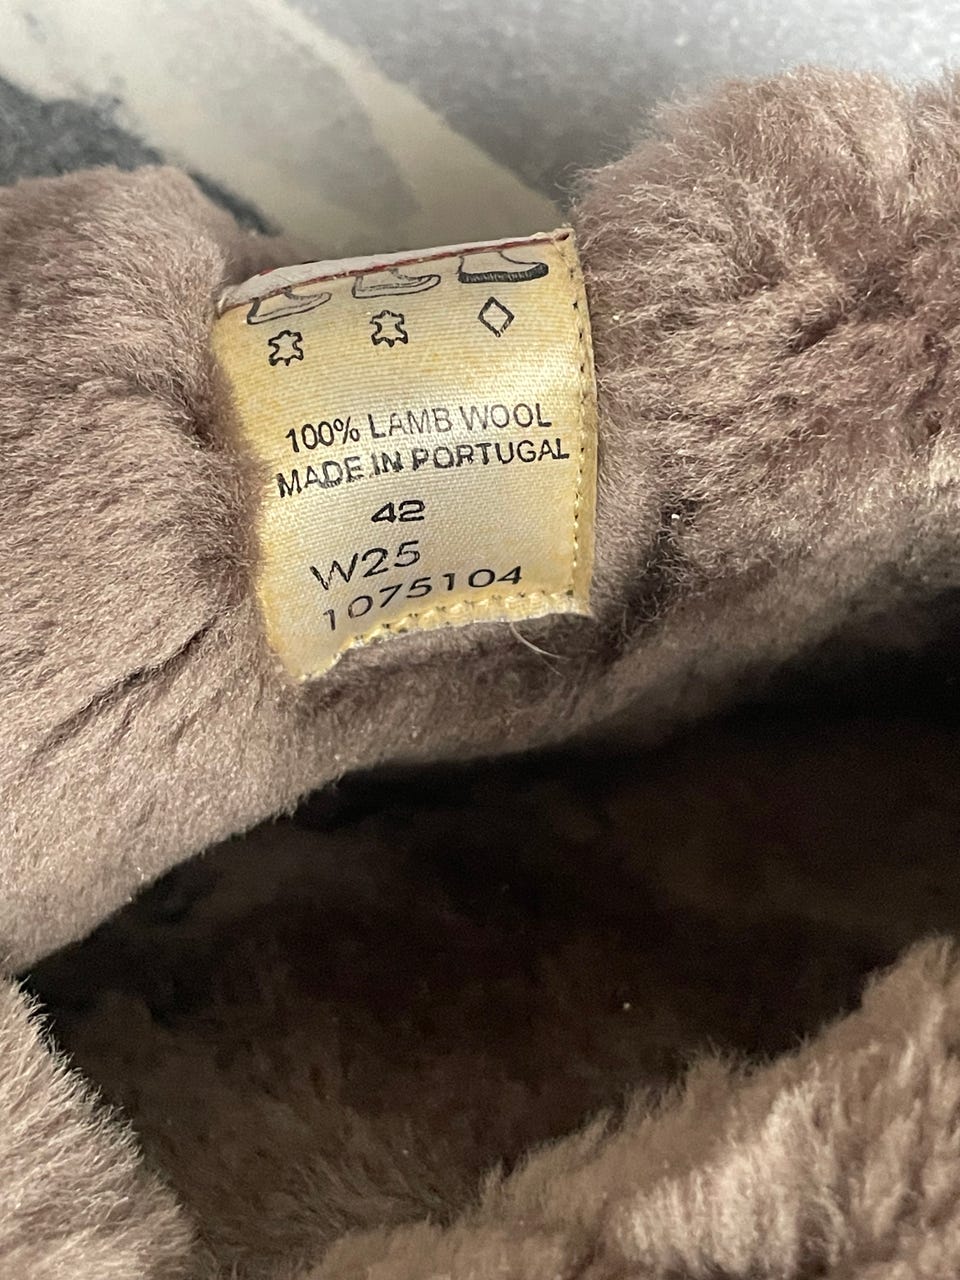 100% LAMB WOOL
MADE IN PORTUGAL
42
W25
1075104